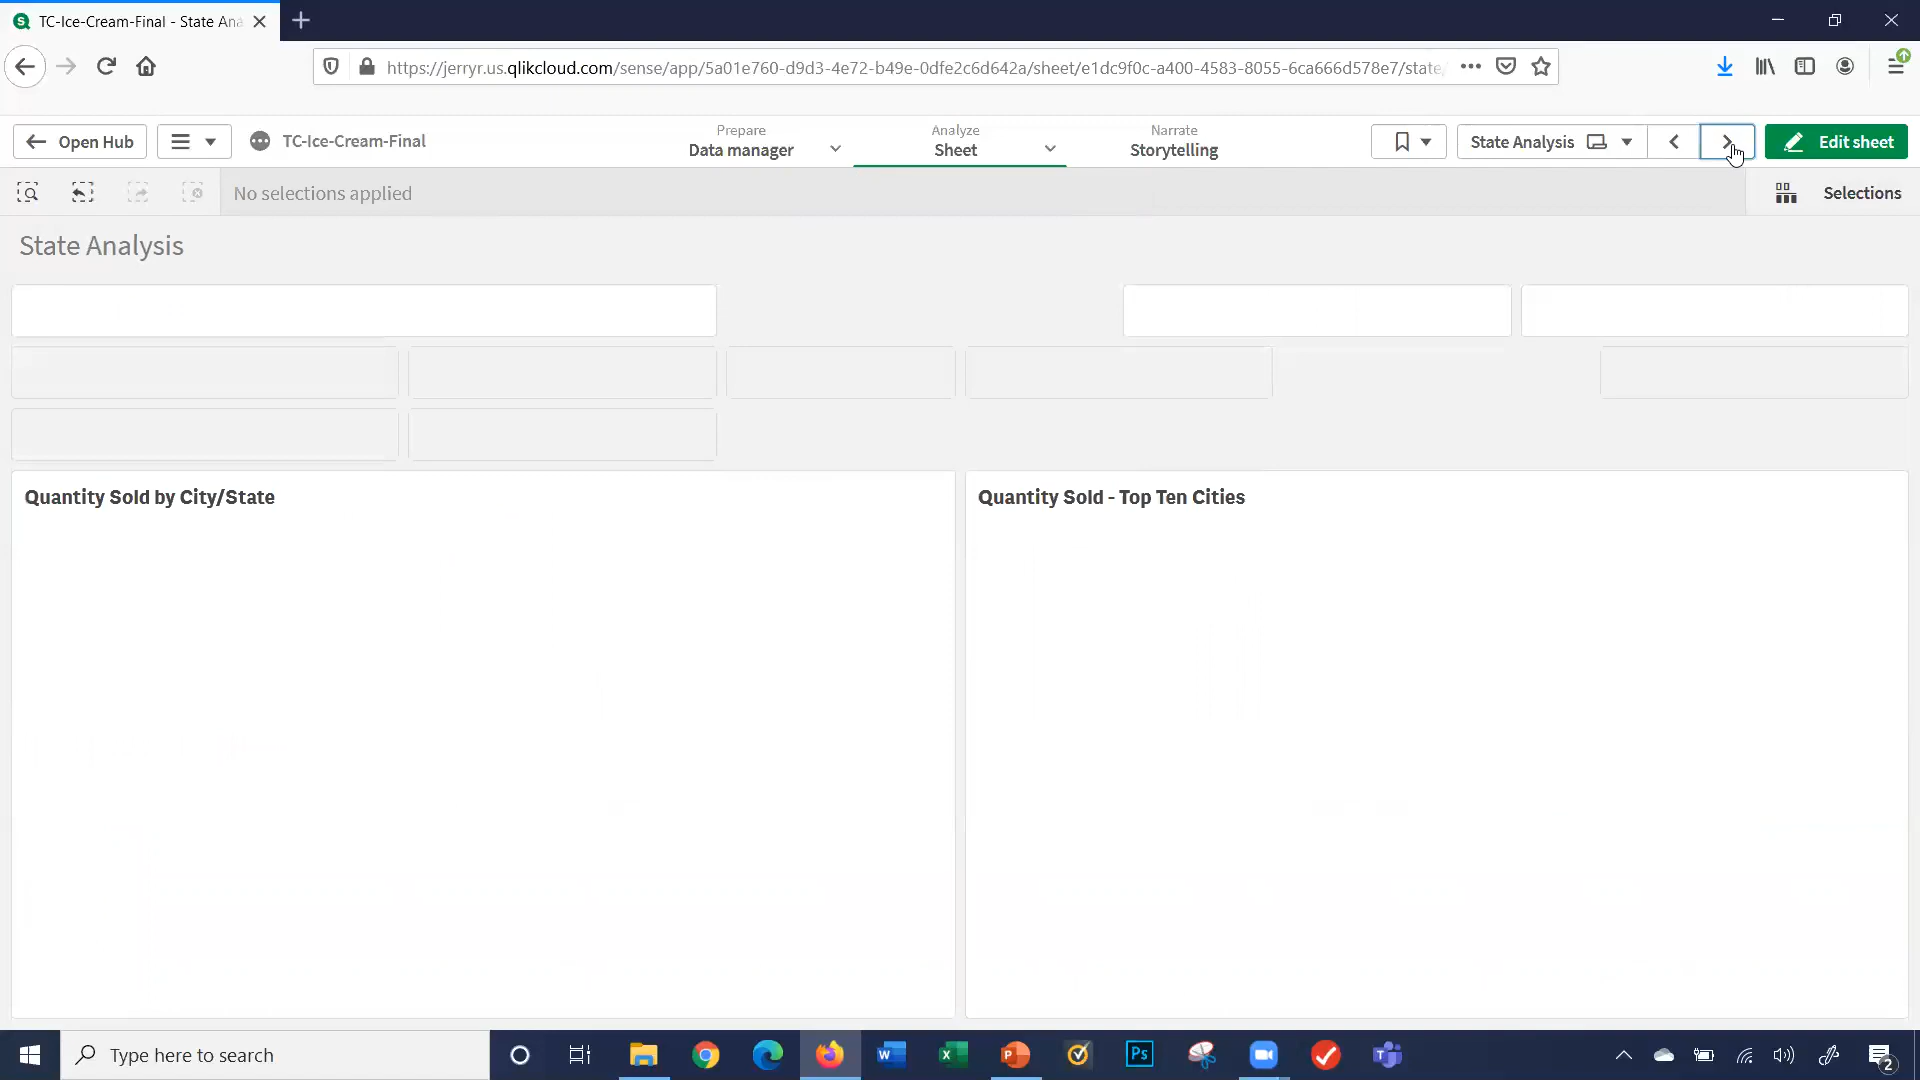 TC-Ice-Cream-Final - State Ana
https://jerryr.us.qlikcloud.com/sense/app/5a01e760-d9d3-4e72-b49e-0dfe2c6d642a/sheet/e1dc9f0c-a400-4583-8055-6ca666d578e7/state/
Open Hub
TC-Ice-Cream-Final
Prepare
Data manager
Analyze
Sheet
Narrate
Storytelling
State Analysis
Edit sheet
No selections applied
Selections
State Analysis
Quantity Sold by City/State
Quantity Sold - Top Ten Cities
Type here to search
2